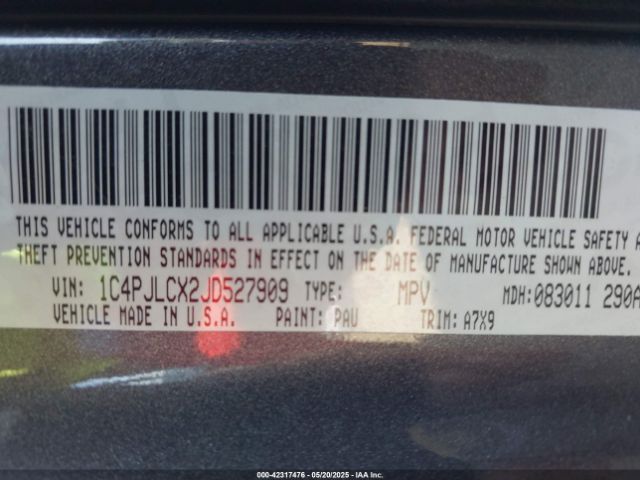 THIS VEHICLE CONFORMS TO ALL APPLICABLE U.S.A. FEDERAL MOTOR VEHICLE SAFETY
THEFT PREVENTION STANDARDS IN EFFECT ON THE DATE OF MANUFACTURE SHOWN ABOVE.
VIN: 1C4PJLCX2JD527909 TYPE: MPV MDH:083011 290A
VEHICLE MADE IN U.S.A. PAINT: PAU TRIM: A7X9
000-42317476 - 05/20/2025 - IAAI.COM